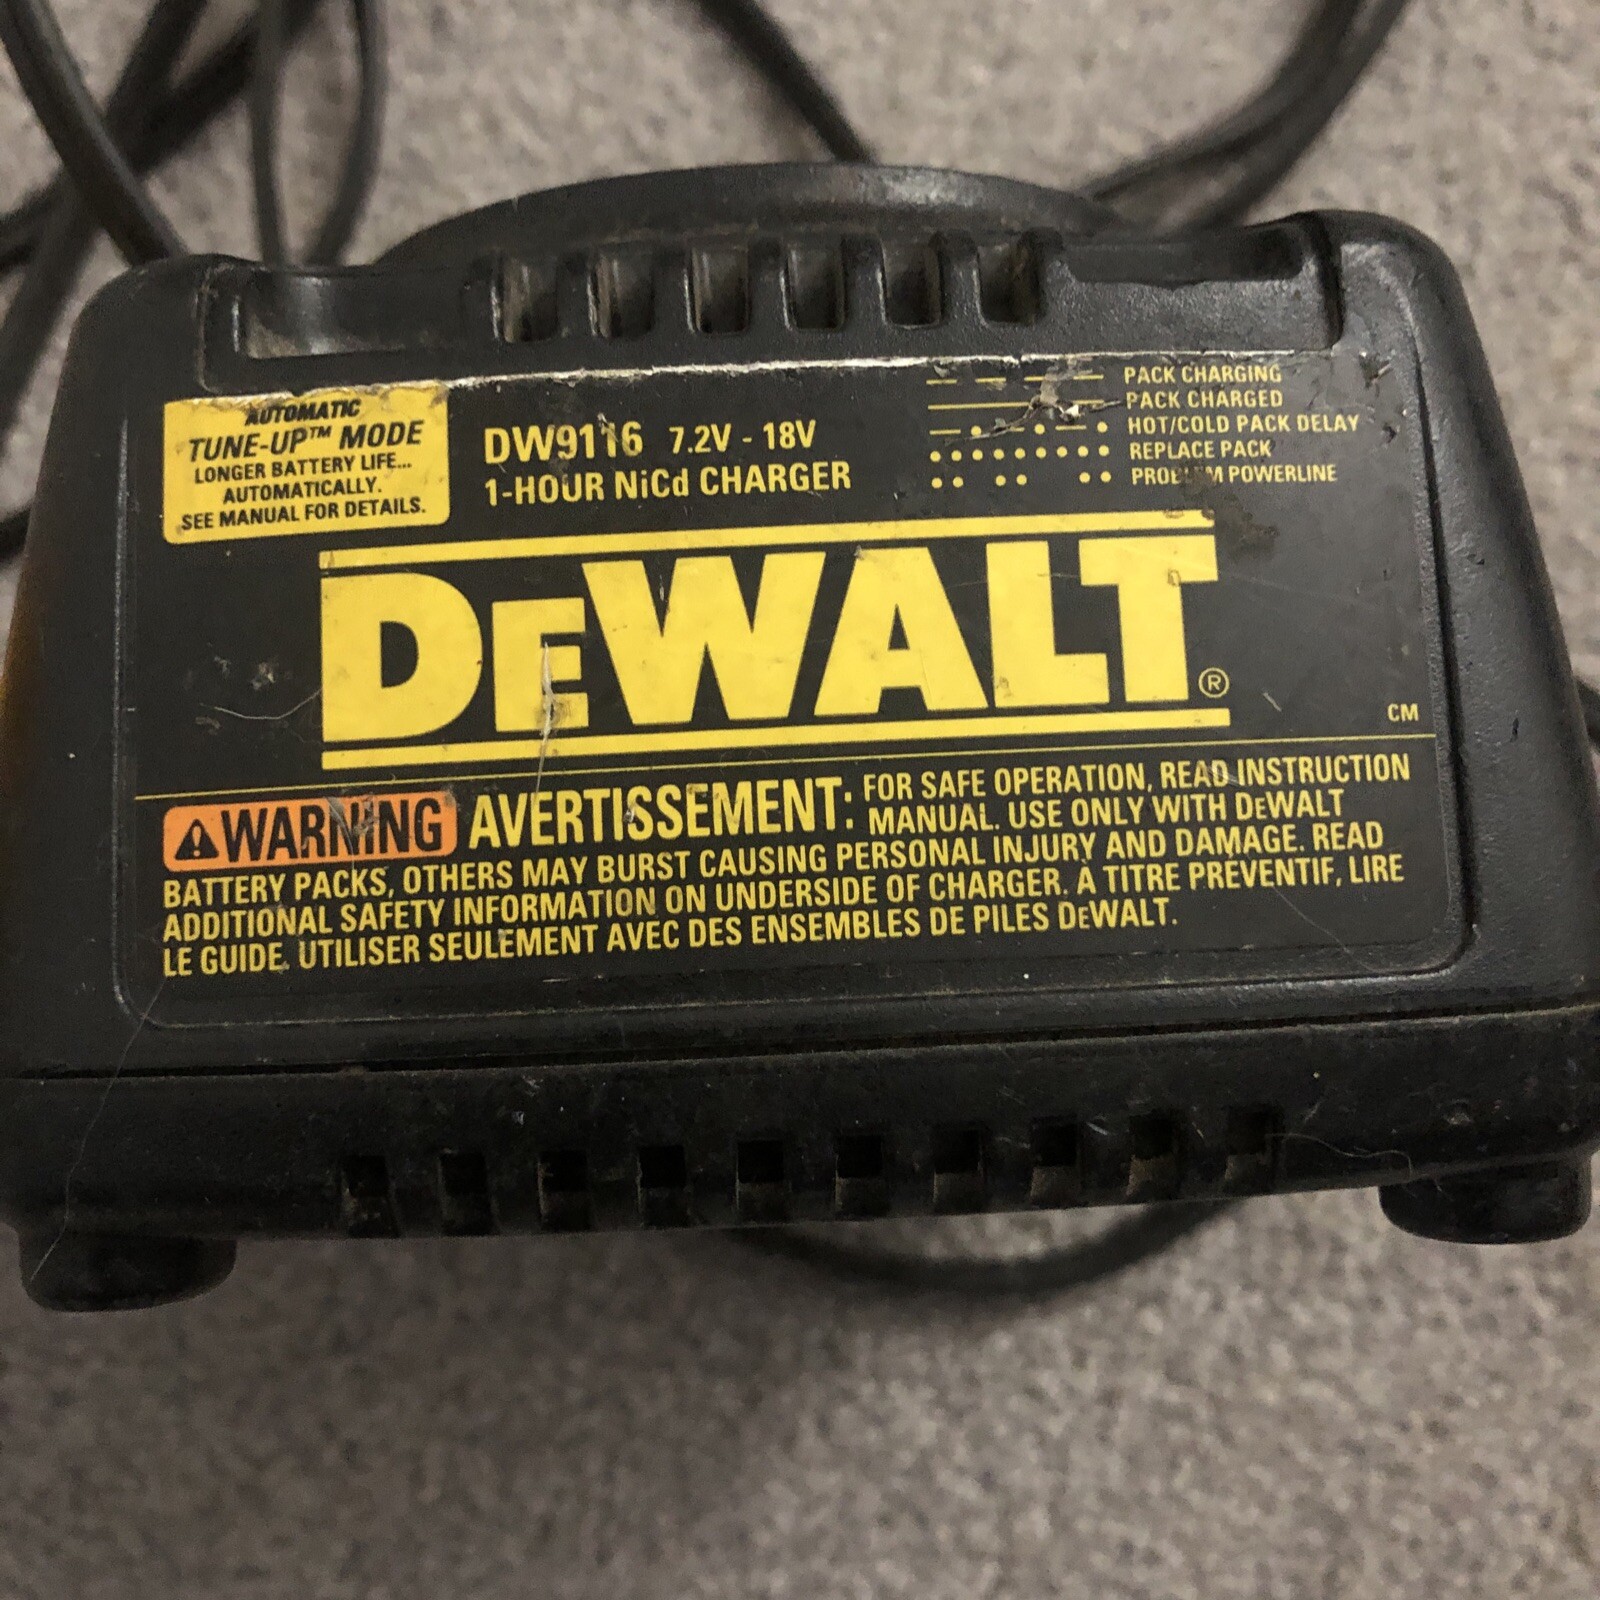 AUTOMATIC
TUNE-UP™ MODE
LONGER BATTERY LIFE...
AUTOMATICALLY.
SEE MANUAL FOR DETAILS.
DW9116 7.2V - 18V
1-HOUR NiCd CHARGER
PACK CHARGING
PACK CHARGED
HOT/COLD PACK DELAY
REPLACE PACK
PROBLEM POWERLINE
DEWALT®
CM
WARNING AVERTISSEMENT: FOR SAFE OPERATION, READ INSTRUCTION
MANUAL. USE ONLY WITH DEWALT
BATTERY PACKS, OTHERS MAY BURST CAUSING PERSONAL INJURY AND DAMAGE. READ
ADDITIONAL SAFETY INFORMATION ON UNDERSIDE OF CHARGER. À TITRE PRÉVENTIF, LIRE
LE GUIDE. UTILISER SEULEMENT AVEC DES ENSEMBLES DE PILES DEWALT.